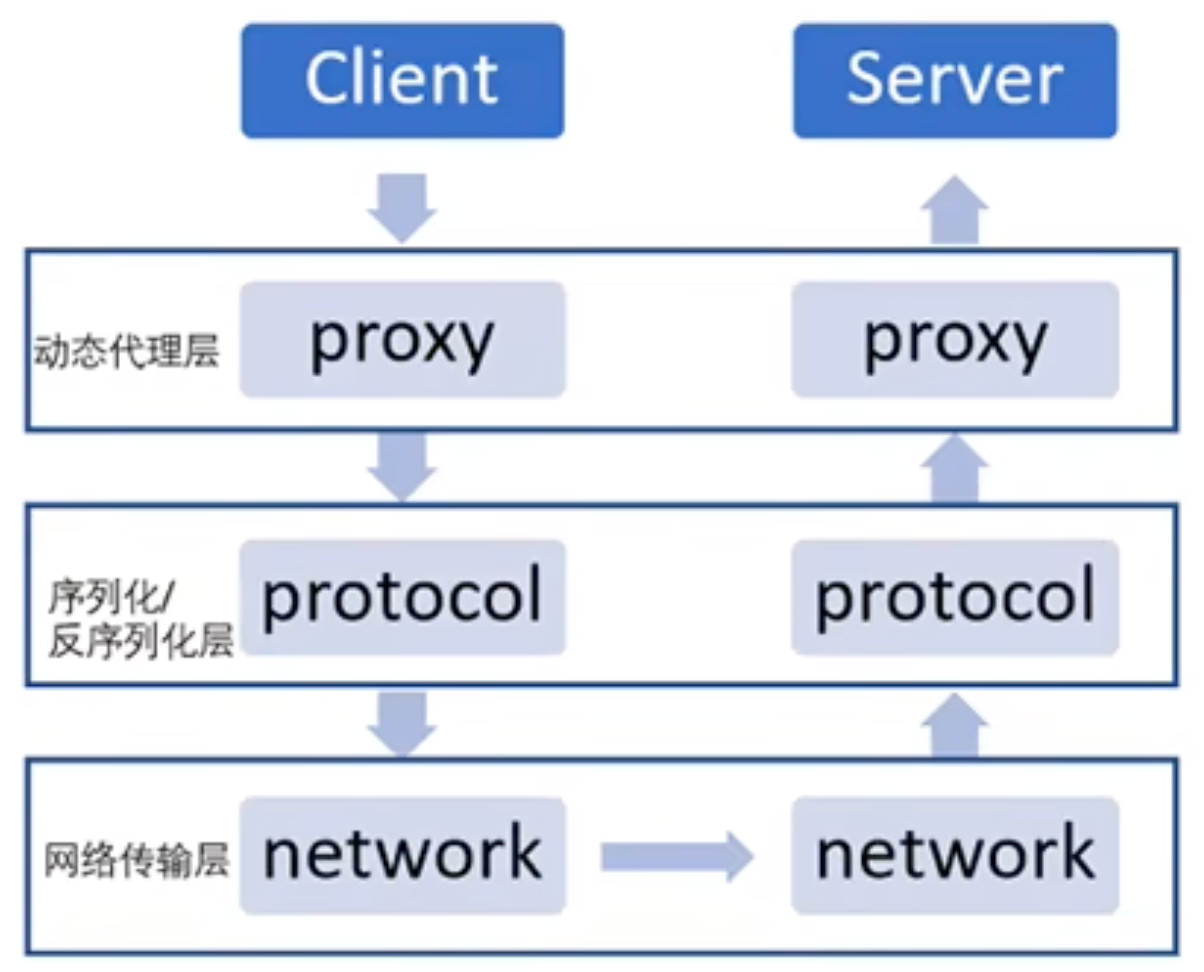 Client
Server
动态代理层
proxy
proxy
序列化/
反序列化层
protocol
protocol
网络传输层
network
network